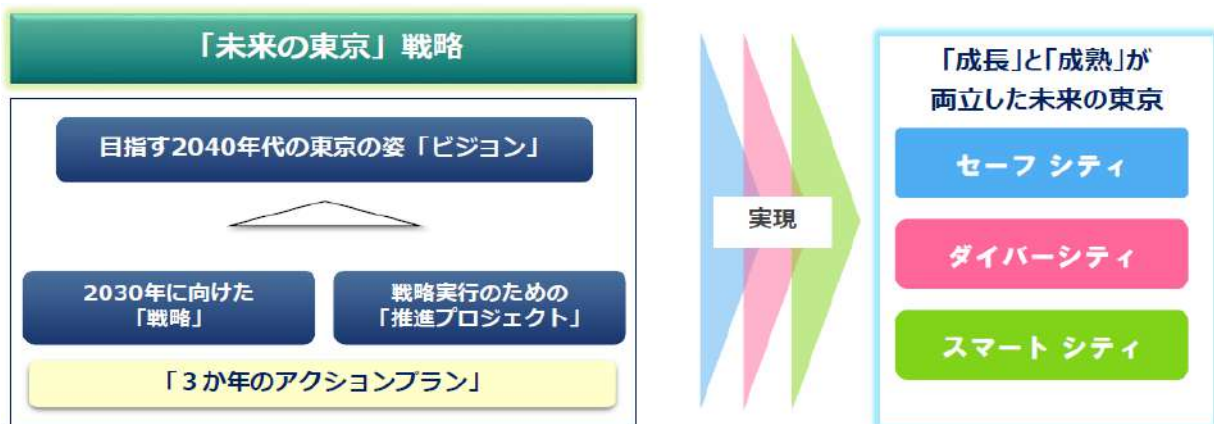 「未来の東京」戦略
目指す2040年代の東京の姿「ビジョン」
2030年に向けた
「戦略」
戦略実行のための
「推進プロジェクト」
「３か年のアクションプラン」
実現
「成長」と「成熟」が
両立した未来の東京
セーフ シティ
ダイバーシティ
スマート シティ